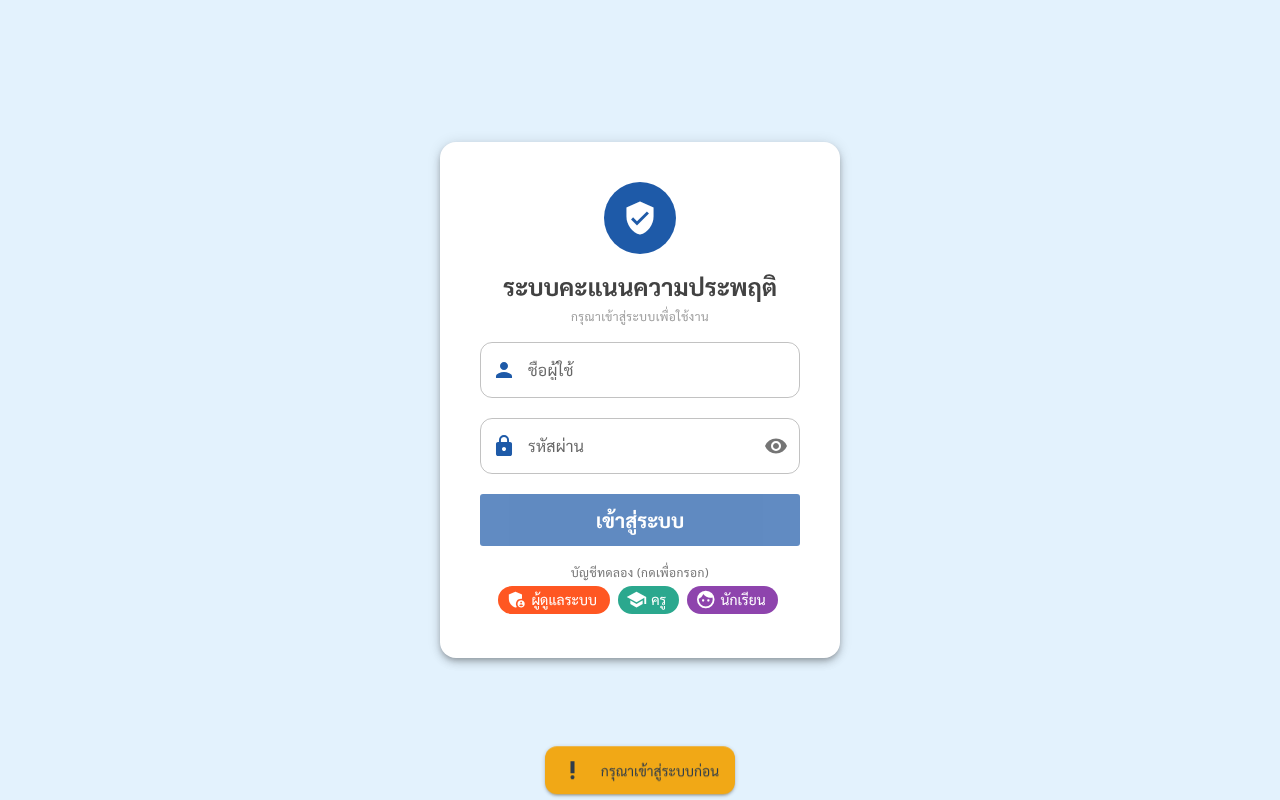 ระบบคะแนนความประพฤติ
กรุณาเข้าสู่ระบบเพื่อใช้งาน
ชื่อผู้ใช้
รหัสผ่าน
เข้าสู่ระบบ
บัญชีทดลอง (กดเพื่อกรอก)
ผู้ดูแลระบบ ครู นักเรียน
กรุณาเข้าสู่ระบบก่อน